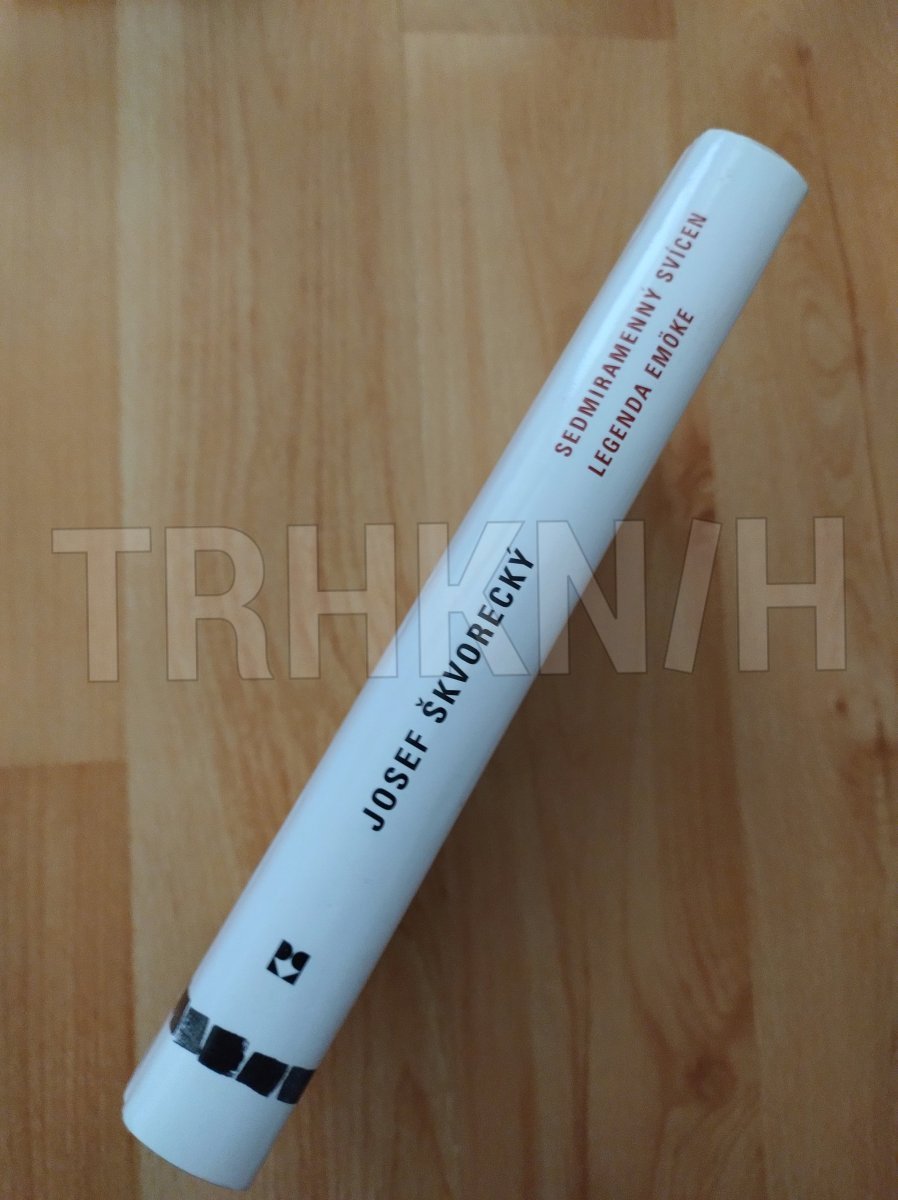 SEDMIRAMENNÝ SVÍCEN
LEGENDA EMÖKE
JOSEF ŠKVORECKÝ
TRHKNIH